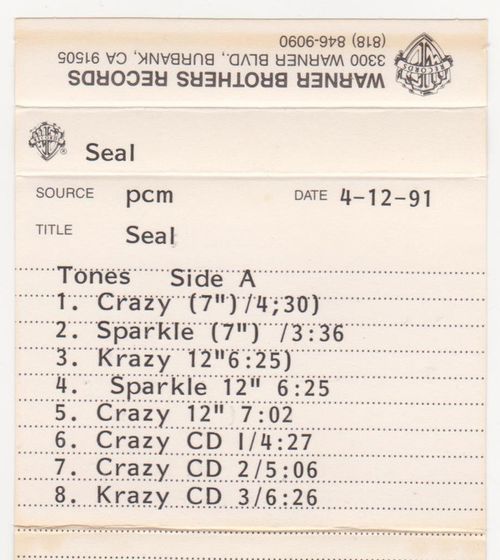 WARNER BROTHERS RECORDS
3300 WARNER BLVD., BURBANK, CA 91505
(818) 846-9090
Seal
SOURCE pcm DATE 4-12-91
TITLE Seal
Tones Side A
1. Crazy (7")/4;30)
2. Sparkle (7") /3:36
3. Krazy 12"6:25)
4. Sparkle 12" 6:25
5. Crazy 12" 7:02
6. Crazy CD 1/4:27
7. Crazy CD 2/5:06
8. Krazy CD 3/6:26